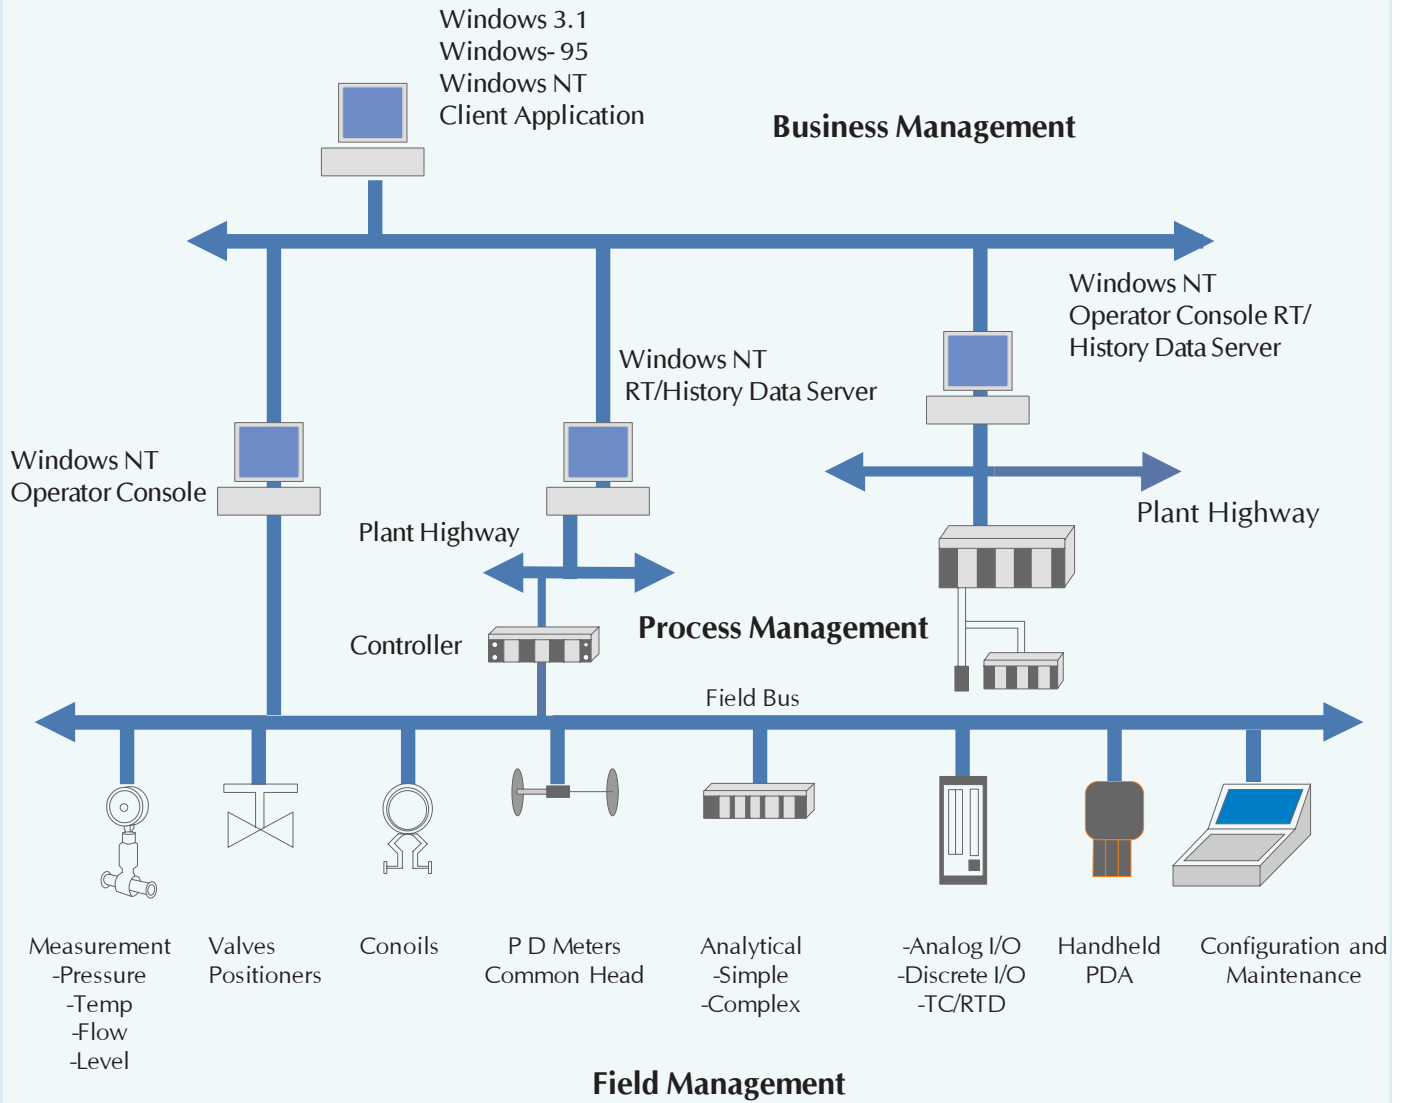 Windows 3.1
Windows- 95
Windows NT
Client Application
Business Management
Windows NT
Operator Console RT/
History Data Server
Windows NT
RT/History Data Server
Windows NT
Operator Console
Plant Highway
Plant Highway
Controller
Process Management
Field Bus
Measurement
-Pressure
-Temp
-Flow
-Level
Valves
Positioners
Conoils
P D Meters
Common Head
Analytical
-Simple
-Complex
-Analog I/O
-Discrete I/O
-TC/RTD
Handheld
PDA
Configuration and
Maintenance
Field Management